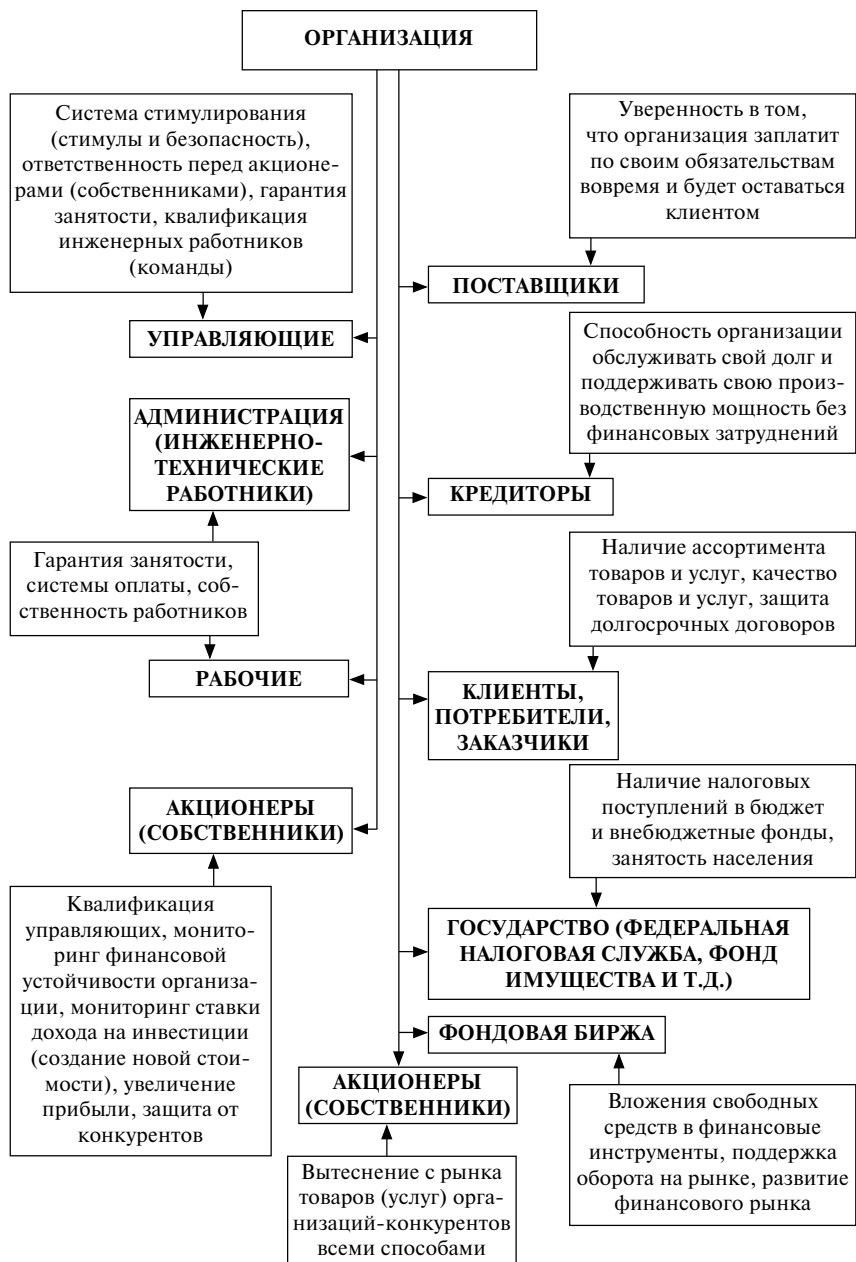 ОРГАНИЗАЦИЯ
Система стимулирования
(стимулы и безопасность),
ответственность перед акционе-
рами (собственниками), гарантия
занятости, квалификация
инженерных работников
(команды)
УПРАВЛЯЮЩИЕ
АДМИНИСТРАЦИЯ
(ИНЖЕНЕРНО-
ТЕХНИЧЕСКИЕ
РАБОТНИКИ)
Гарантия занятости,
системы оплаты, соб-
ственность работников
РАБОЧИЕ
АКЦИОНЕРЫ
(СОБСТВЕННИКИ)
Квалификация
управляющих, монито-
ринг финансовой
устойчивости организа-
ции, мониторинг ставки
дохода на инвестиции
(создание новой стои-
мости), увеличение
прибыли, защита от
конкурентов
Уверенность в том,
что организация заплатит
по своим обязательствам
вовремя и будет оставаться
клиентом
ПОСТАВЩИКИ
Способность организации
обслуживать свой долг и
поддерживать свою произ-
водственную мощность без
финансовых затруднений
КРЕДИТОРЫ
Наличие ассортимента
товаров и услуг, качество
товаров и услуг, защита
долгосрочных договоров
КЛИЕНТЫ,
ПОТРЕБИТЕЛИ,
ЗАКАЗЧИКИ
Наличие налоговых
поступлений в бюджет
и внебюджетные фонды,
занятость населения
ГОСУДАРСТВО (ФЕДЕРАЛЬНАЯ
НАЛОГОВАЯ СЛУЖБА, ФОНД
ИМУЩЕСТВА И Т.Д.)
ФОНДОВАЯ БИРЖА
Вложения свободных
средств в финансовые
инструменты, поддержка
оборота на рынке, развитие
финансового рынка
АКЦИОНЕРЫ
(СОБСТВЕННИКИ)
Вытеснение с рынка
товаров (услуг) орга-
низаций-конкурентов
всеми способами